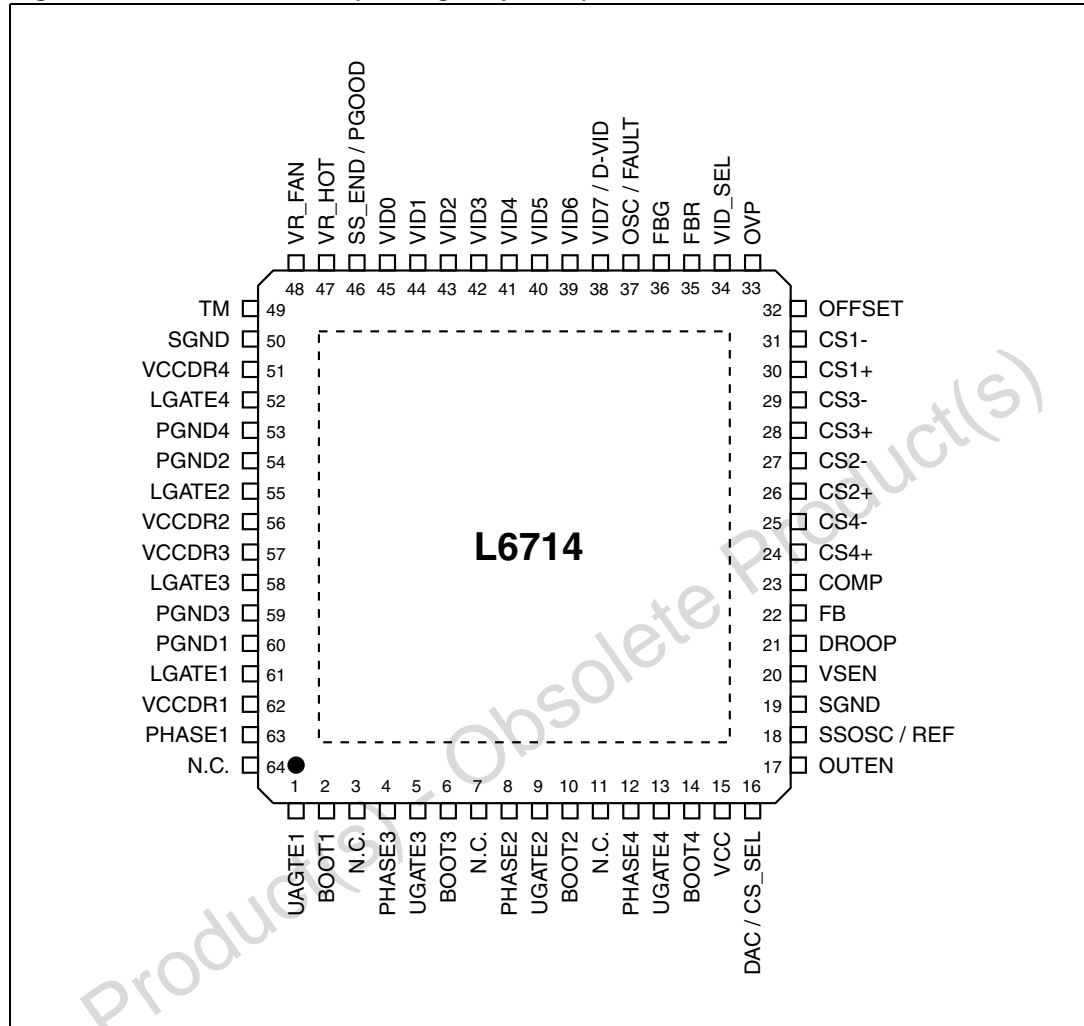 VR_FAN
VR_HOT
SS_END / PGOOD
VID0
VID1
VID2
VID3
VID4
VID5
VID6
VID7 / D-VID
OSC / FAULT
FBG
FBR
VID_SEL
OVP
48 47 46 45 44 43 42 41 40 39 38 37 36 35 34 33
TM 49
SGND 50
VCCDR4 51
LGATE4 52
PGND4 53
PGND2 54
LGATE2 55
VCCDR2 56
VCCDR3 57
LGATE3 58
PGND3 59
PGND1 60
LGATE1 61
VCCDR1 62
PHASE1 63
N.C. 64
L6714
32 OFFSET
31 CS1-
30 CS1+
29 CS3-
28 CS3+
27 CS2-
26 CS2+
25 CS4-
24 CS4+
23 COMP
22 FB
21 DROOP
20 VSEN
19 SGND
18 SSOSC / REF
17 OUTEN
1 2 3 4 5 6 7 8 9 10 11 12 13 14 15 16
UAGTE1
BOOT1
N.C.
PHASE3
UGATE3
BOOT3
N.C.
PHASE2
UGATE2
BOOT2
N.C.
PHASE4
UGATE4
BOOT4
VCC
DAC / CS_SEL
Product(s) - Obsolete Product(s)